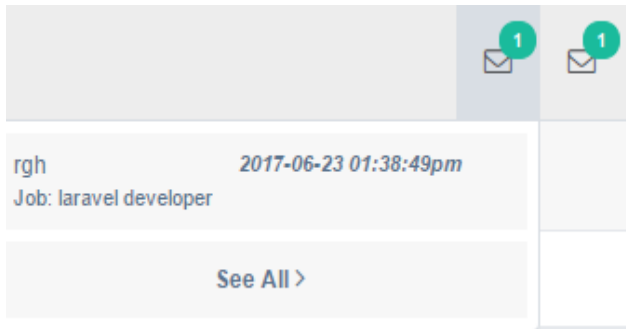 1 1
rgh 2017-06-23 01:38:49pm
Job: laravel developer
See All >